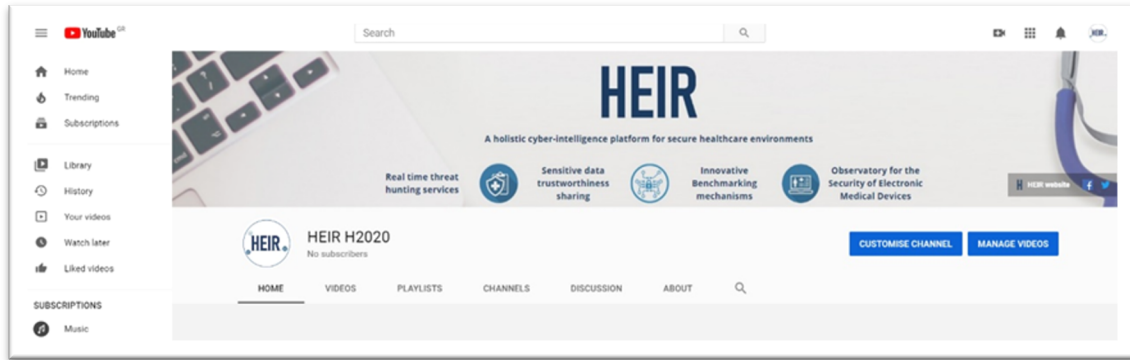 YouTube GR
Search
HEIR.
Home
Trending
Subscriptions
Library
History
Your videos
Watch later
Liked videos
SUBSCRIPTIONS
Music
HEIR
A holistic cyber-intelligence platform for secure healthcare environments
Real time threat
hunting services
Sensitive data
trustworthiness
sharing
Innovative
Benchmarking
mechanisms
Observatory for the
Security of Electronic
Medical Devices
HEIR website
HEIR.
HEIR H2020
No subscribers
CUSTOMISE CHANNEL
MANAGE VIDEOS
HOME
VIDEOS
PLAYLISTS
CHANNELS
DISCUSSION
ABOUT